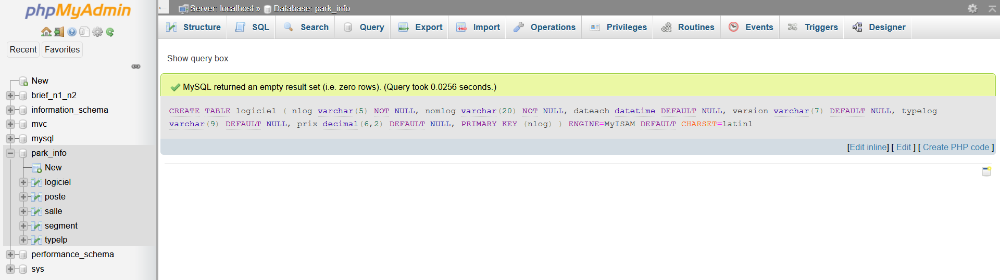 phpMyAdmin
Recent Favorites
New
brief_n1_n2
information_schema
mvc
mysql
park_info
New
logiciel
poste
salle
segment
typelp
performance_schema
sys
Server: localhost » Database: park_info
Structure SQL Search Query Export Import Operations Privileges Routines Events Triggers Designer
Show query box
MySQL returned an empty result set (i.e. zero rows). (Query took 0.0256 seconds.)
CREATE TABLE logiciel ( nlog varchar(5) NOT NULL, nomlog varchar(20) NOT NULL, dateach datetime DEFAULT NULL, version varchar(7) DEFAULT NULL, typelog
varchar(9) DEFAULT NULL, prix decimal(6,2) DEFAULT NULL, PRIMARY KEY (nlog) ) ENGINE=MyISAM DEFAULT CHARSET=latin1
[Edit inline] [ Edit ] [ Create PHP code ]